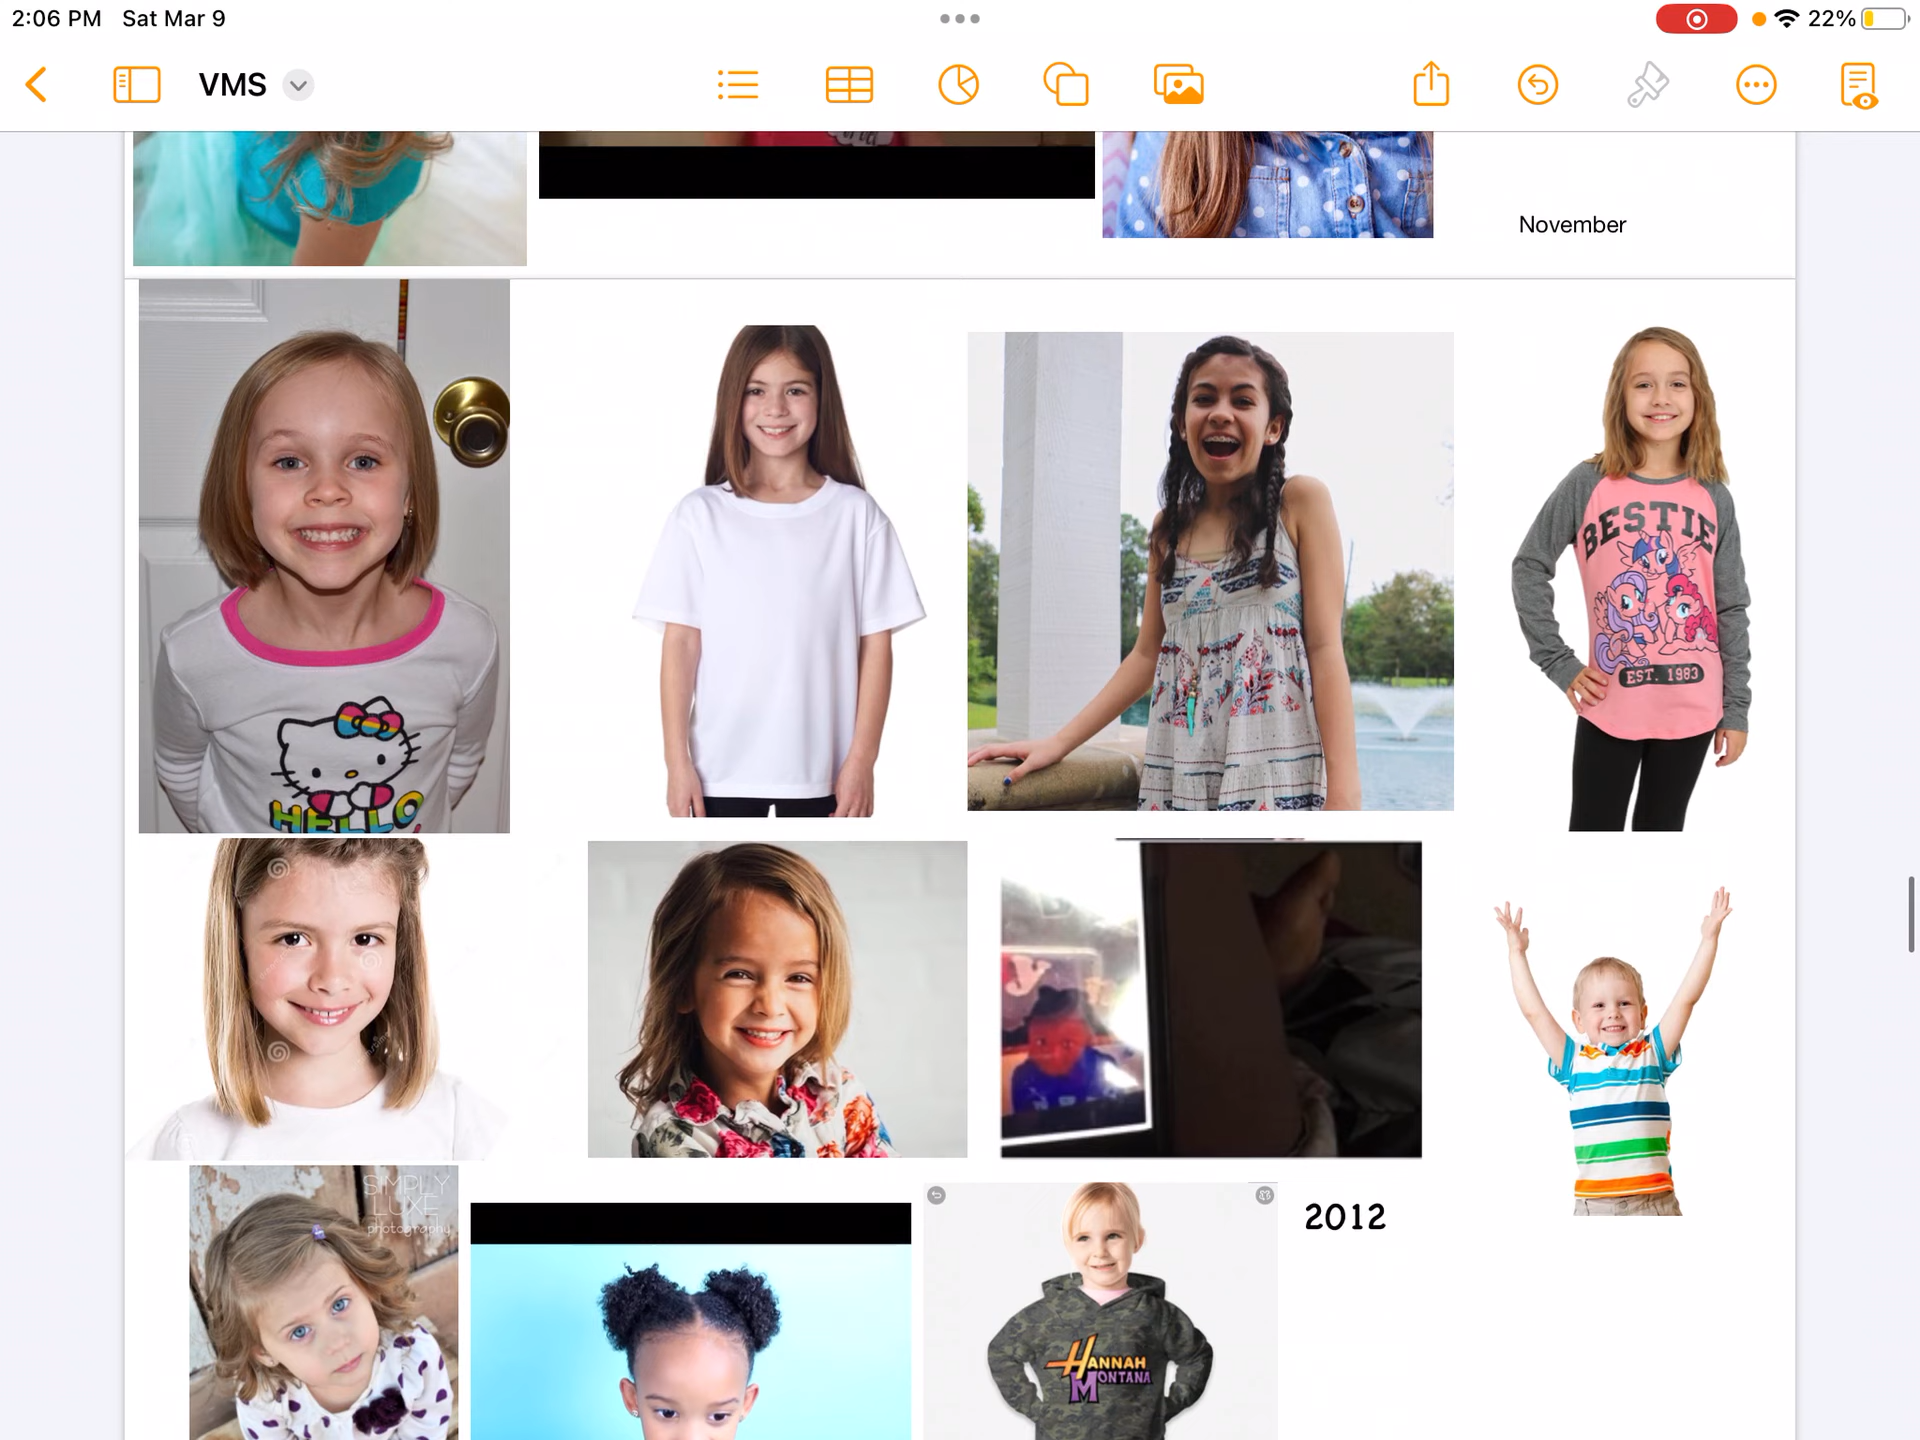 2:06 PM Sat Mar 9
22%
VMS
November
BESTIE
EST. 1983
HELLO
SIMPLY
LUXE
photography
2012
HANNAH
MONTANA